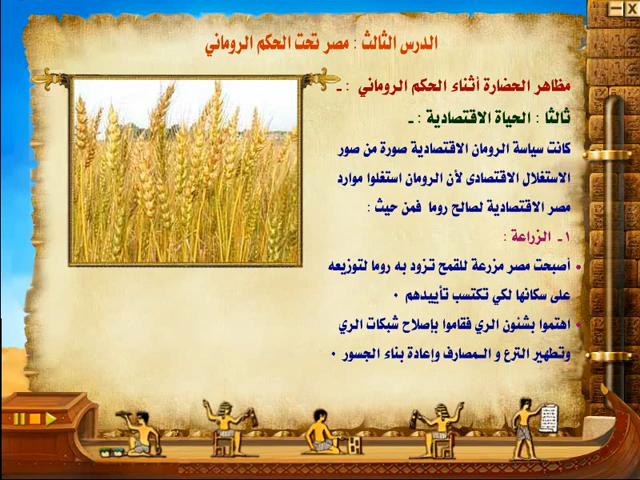 الدرس الثالث : مصر تحت الحكم الروماني
مظاهر الحضارة أثناء الحكم الروماني : ـ
ثالثا : الحياة الاقتصادية : ـ
كانت سياسة الرومان الاقتصادية صورة من صور
الاستغلال الاقتصادى لأن الرومان استغلوا موارد
مصر الاقتصادية لصالح روما فمن حيث :
١ـ الزراعة :
• أصبحت مصر مزرعة للقمح تزود به روما لتوزيعه
على سكانها لكي تكتسب تأييدهم ٠
• اهتموا بشئون الري فقاموا بإصلاح شبكات الري
وتطهير الترع و المصارف وإعادة بناء الجسور ٠